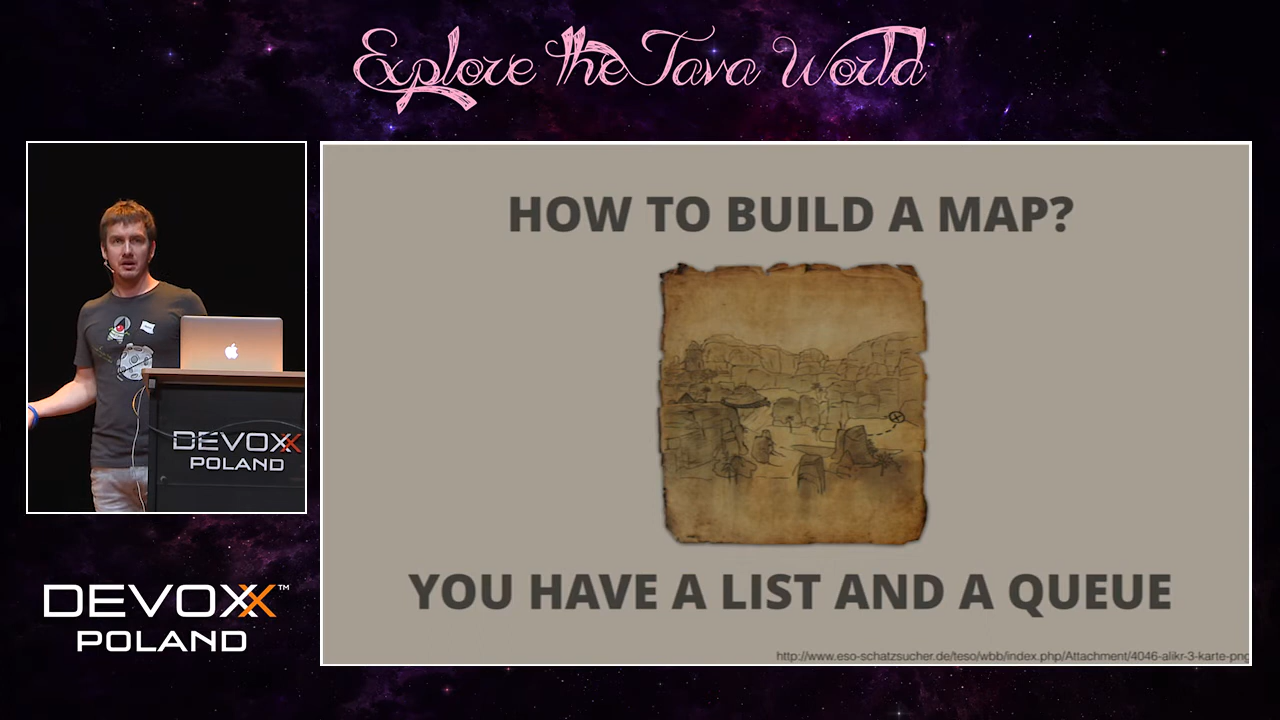 Explore the Java World
HOW TO BUILD A MAP?
YOU HAVE A LIST AND A QUEUE
http://www.eso-schatzsucher.de/teso/wbb/index.php/Attachment/4046-alikr-3-karte-png
DEVOXX
POLAND
DEVOXX™
POLAND